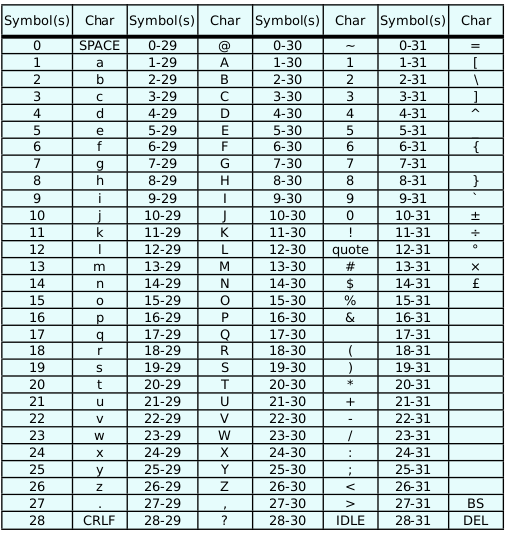 Symbol(s) Char Symbol(s) Char Symbol(s) Char Symbol(s) Char
0 SPACE 0-29 @ 0-30 ~ 0-31 =
1 a 1-29 A 1-30 1 1-31 [
2 b 2-29 B 2-30 2 2-31 \
3 c 3-29 C 3-30 3 3-31 ]
4 d 4-29 D 4-30 4 4-31 ^
5 e 5-29 E 5-30 5 5-31
6 f 6-29 F 6-30 6 6-31 {
7 g 7-29 G 7-30 7 7-31
8 h 8-29 H 8-30 8 8-31 }
9 i 9-29 I 9-30 9 9-31 `
10 j 10-29 J 10-30 0 10-31 ±
11 k 11-29 K 11-30 ! 11-31 ÷
12 l 12-29 L 12-30 quote 12-31 °
13 m 13-29 M 13-30 # 13-31 ×
14 n 14-29 N 14-30 $ 14-31 £
15 o 15-29 O 15-30 % 15-31
16 p 16-29 P 16-30 & 16-31
17 q 17-29 Q 17-30 17-31
18 r 18-29 R 18-30 ( 18-31
19 s 19-29 S 19-30 ) 19-31
20 t 20-29 T 20-30 * 20-31
21 u 21-29 U 21-30 + 21-31
22 v 22-29 V 22-30 - 22-31
23 w 23-29 W 23-30 / 23-31
24 x 24-29 X 24-30 : 24-31
25 y 25-29 Y 25-30 ; 25-31
26 z 26-29 Z 26-30 < 26-31
27 . 27-29 , 27-30 > 27-31 BS
28 CRLF 28-29 ? 28-30 IDLE 28-31 DEL